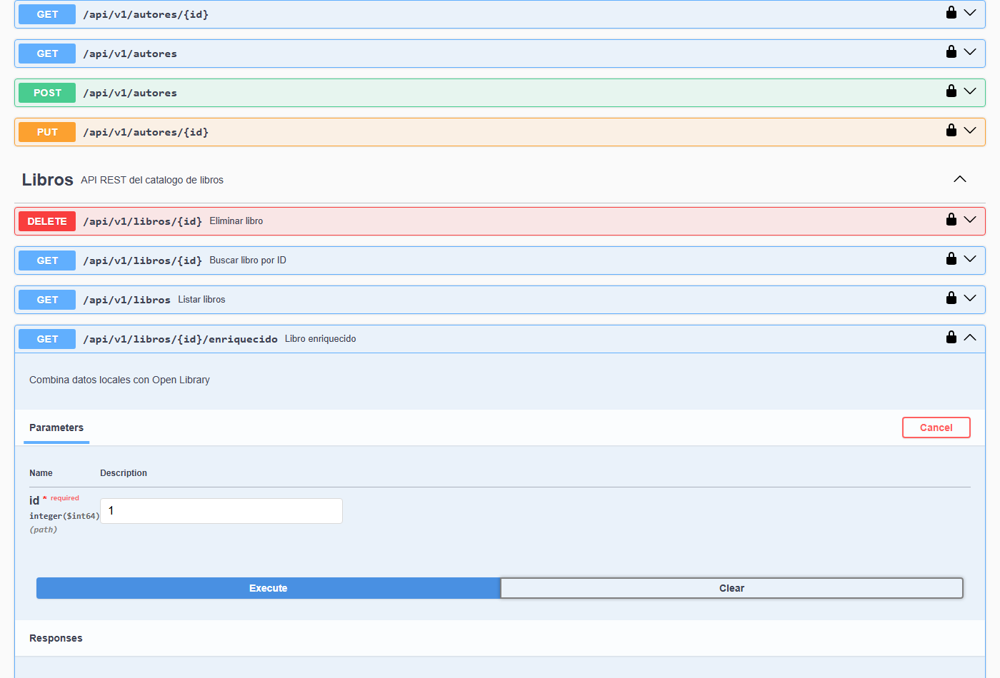 GET /api/v1/autores/{id}
GET /api/v1/autores
POST /api/v1/autores
PUT /api/v1/autores/{id}
Libros API REST del catalogo de libros
DELETE /api/v1/libros/{id} Eliminar libro
GET /api/v1/libros/{id} Buscar libro por ID
GET /api/v1/libros Listar libros
GET /api/v1/libros/{id}/enriquecido Libro enriquecido
Combina datos locales con Open Library
Parameters Cancel
Name Description
id * required
integer($int64) 1
(path)
Execute Clear
Responses